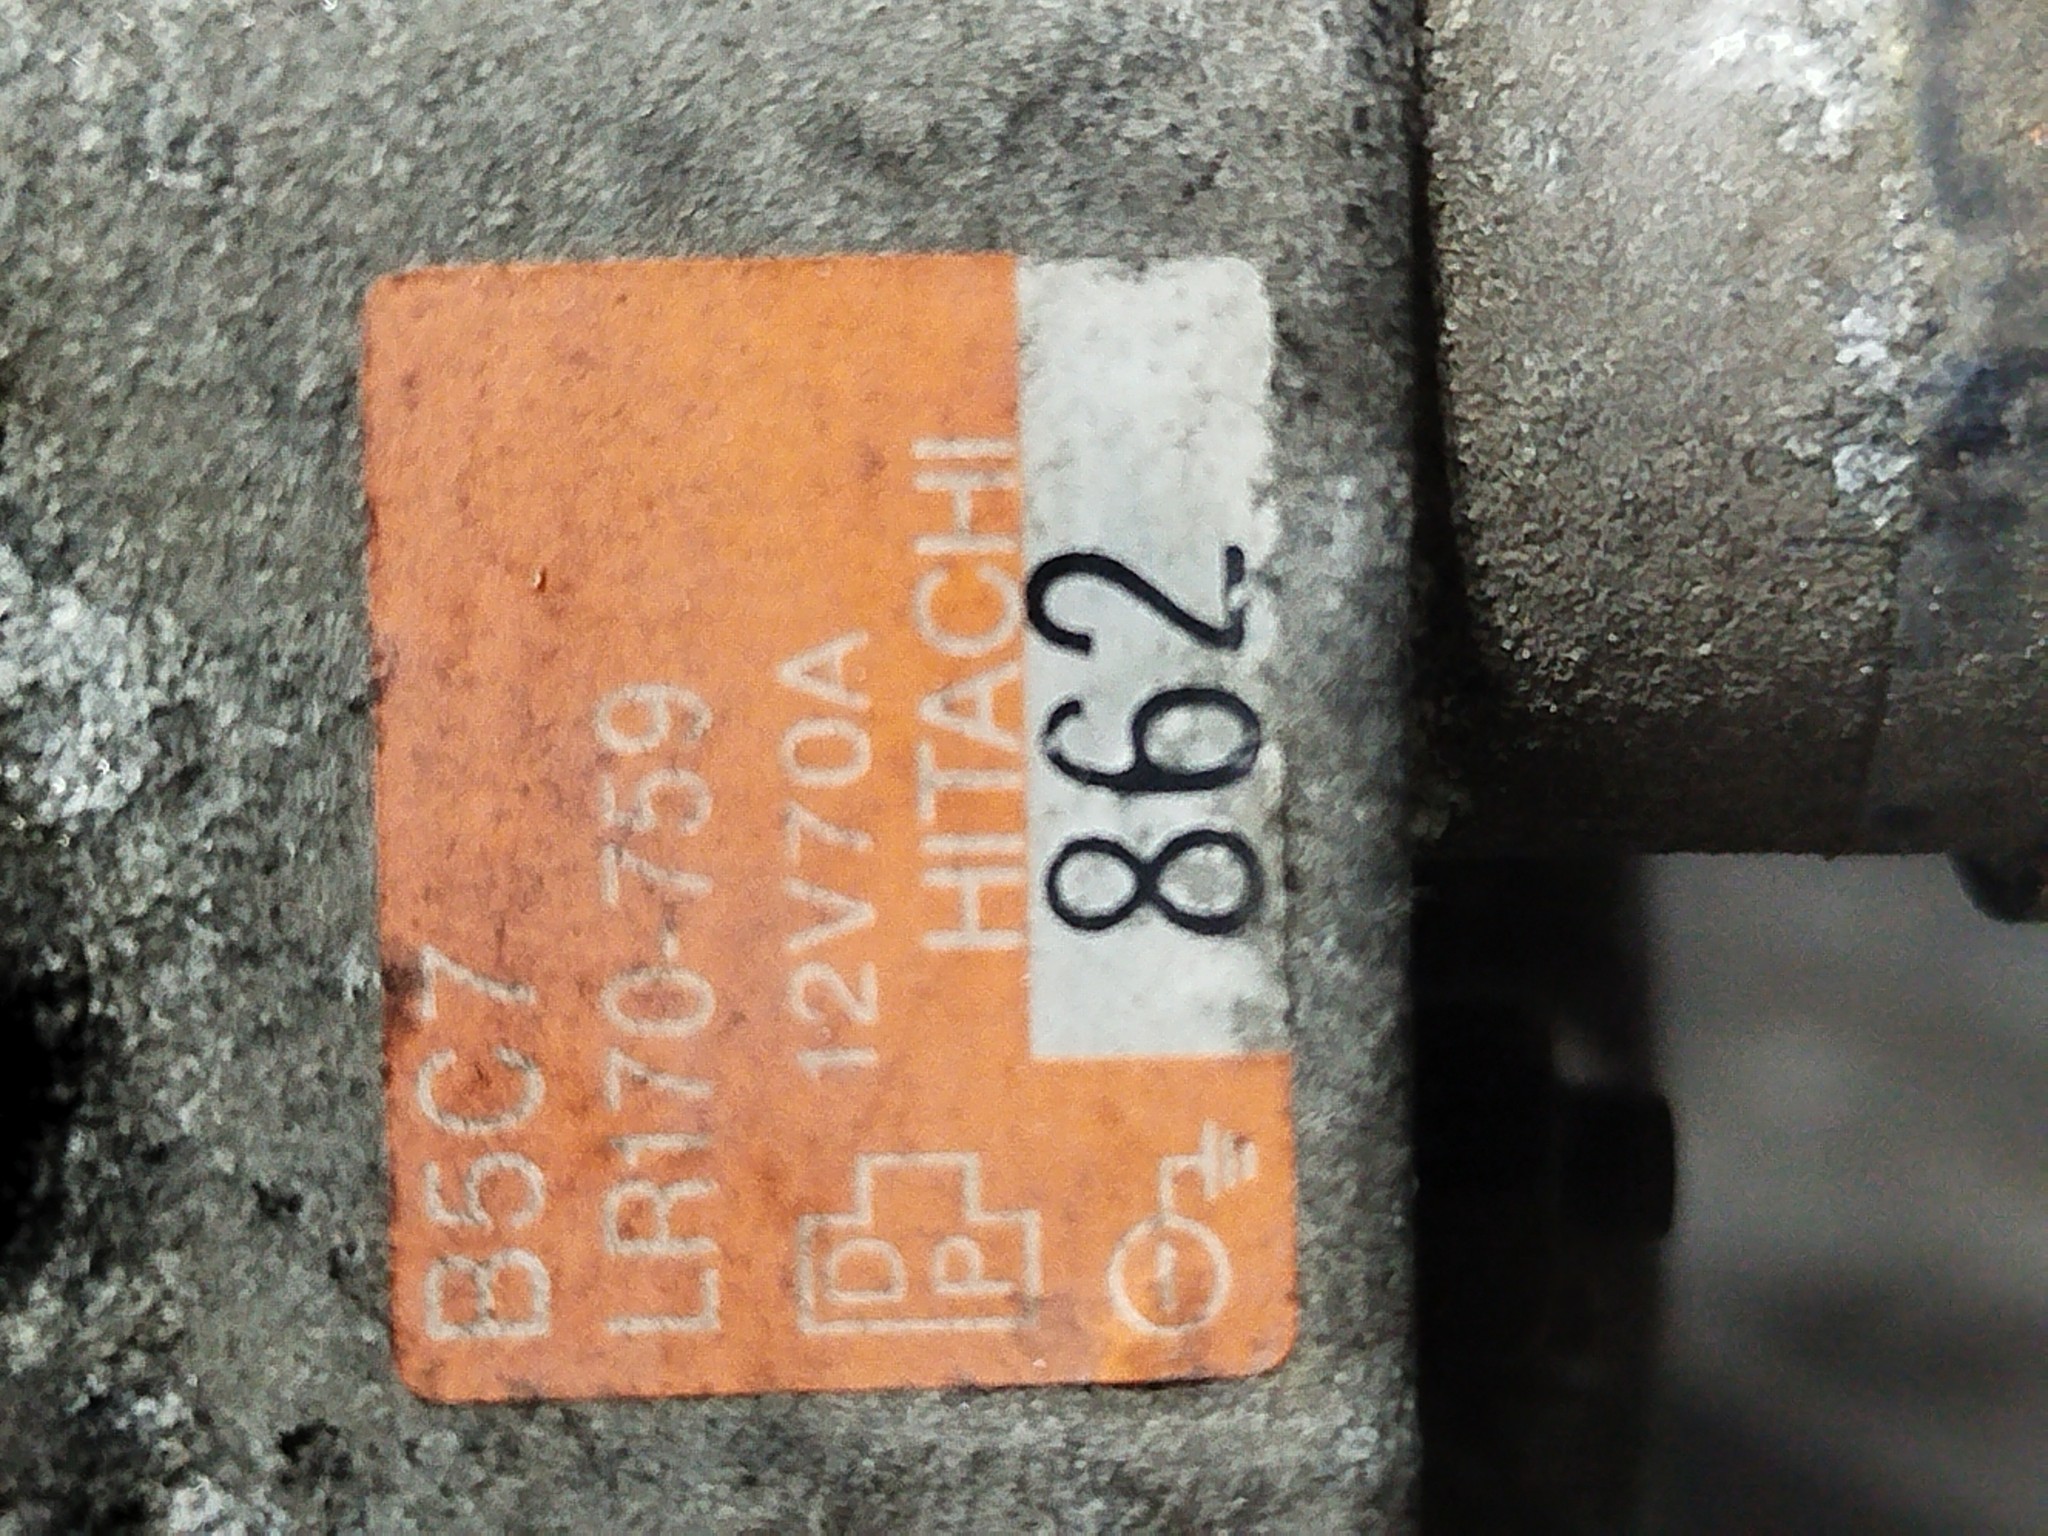 B5C7
LR170-759
12V70A
D
P
HITACHI
862